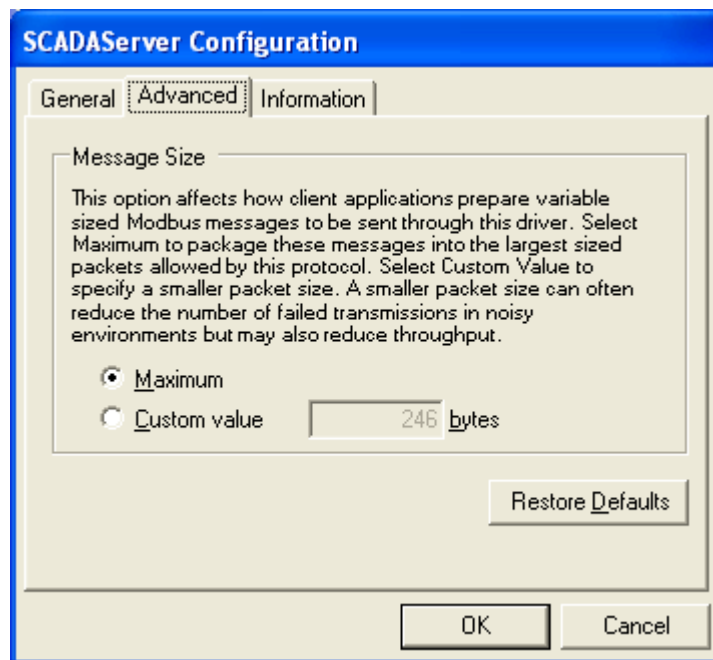 SCADAServer Configuration
General Advanced Information
Message Size
This option affects how client applications prepare variable
sized Modbus messages to be sent through this driver. Select
Maximum to package these messages into the largest sized
packets allowed by this protocol. Select Custom Value to
specify a smaller packet size. A smaller packet size can often
reduce the number of failed transmissions in noisy
environments but may also reduce throughput.
Maximum
Custom value 246 bytes
Restore Defaults
OK Cancel